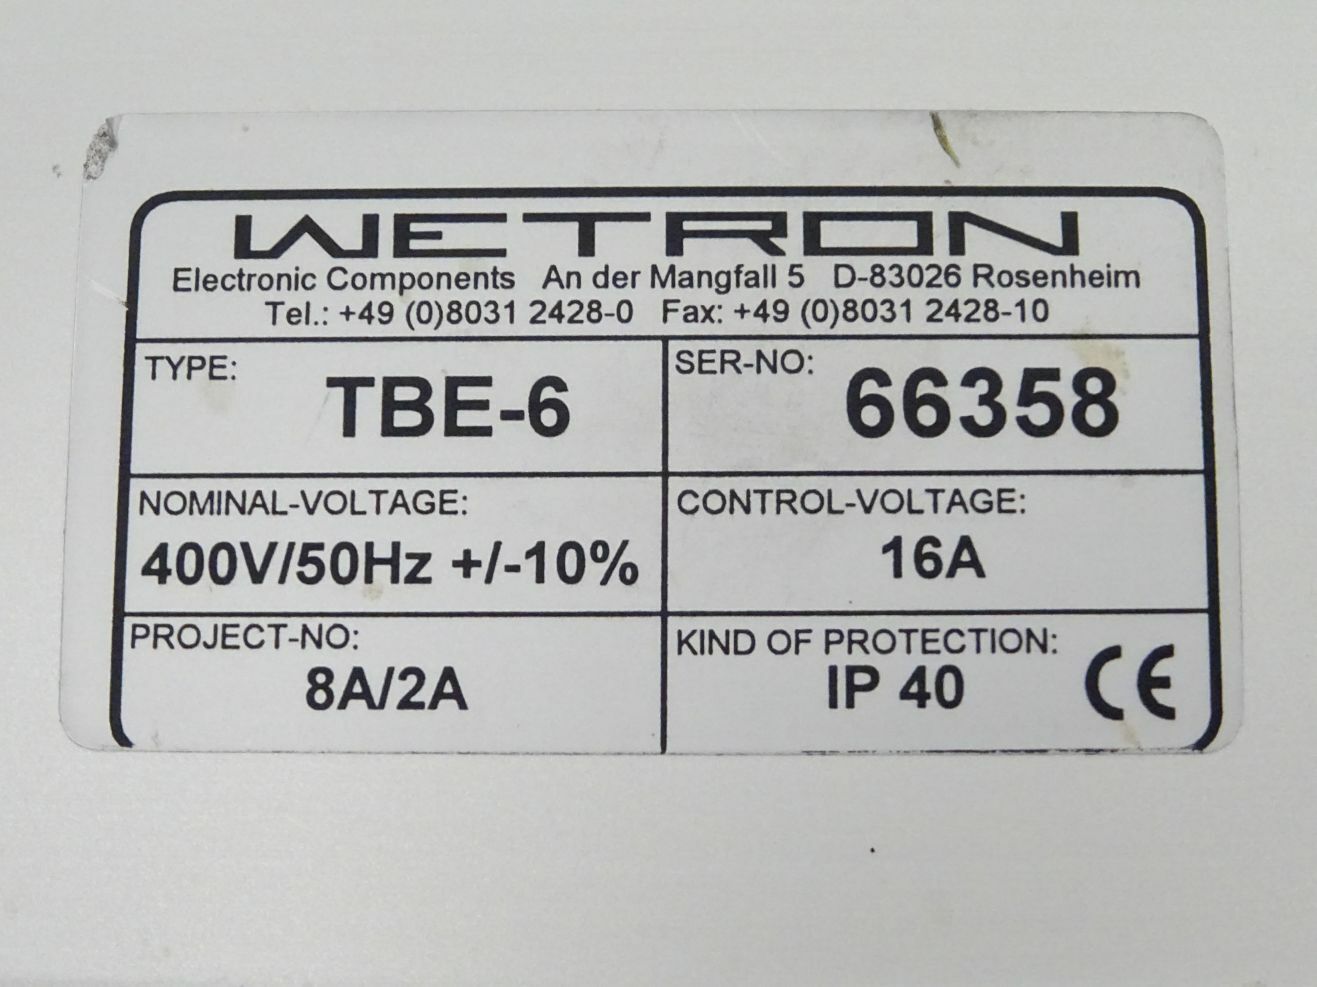 WETRON
Electronic Components An der Mangfall 5 D-83026 Rosenheim
Tel.: +49 (0)8031 2428-0 Fax: +49 (0)8031 2428-10
TYPE: TBE-6
SER-NO: 66358
NOMINAL-VOLTAGE:
400V/50Hz +/-10%
CONTROL-VOLTAGE:
16A
PROJECT-NO:
8A/2A
KIND OF PROTECTION:
IP 40
CE